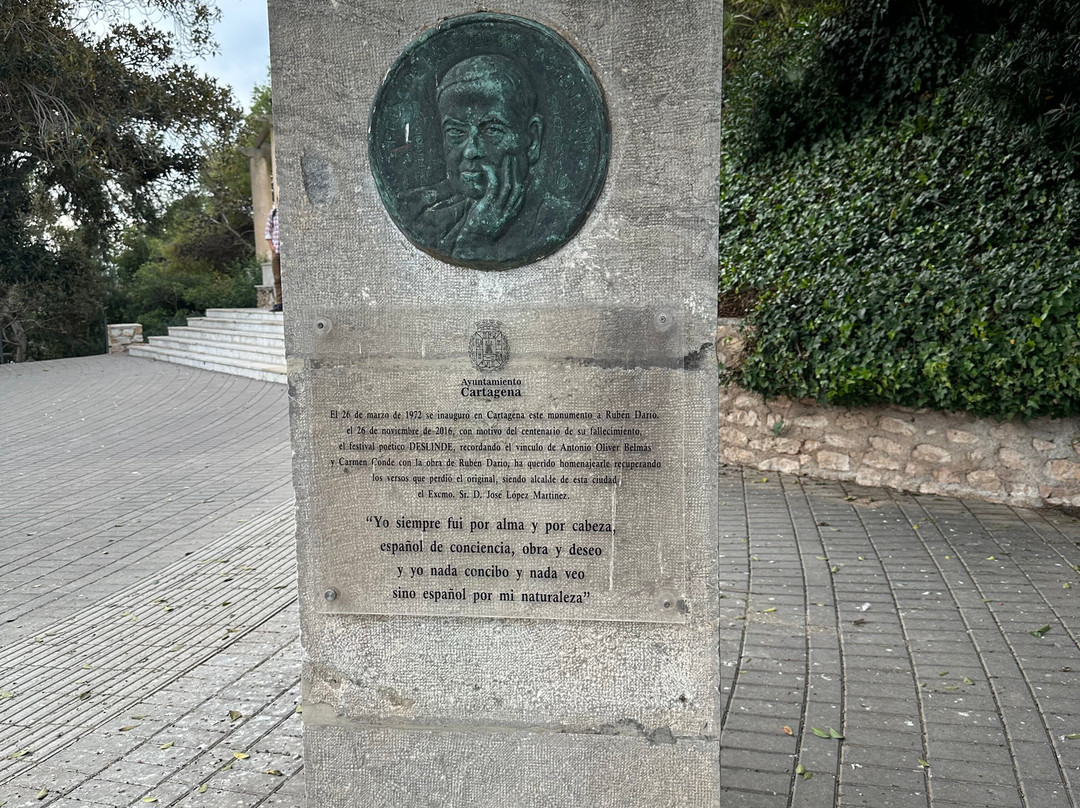 Ayuntamiento
Cartagena
El 26 de marzo de 1972 se inauguró en Cartagena este monumento a Rubén Darío.
el 26 de noviembre de 2016, con motivo del centenario de su fallecimiento,
el festival poético DESLINDE, recordando el vínculo de Antonio Oliver Belmás
y Carmen Conde con la obra de Rubén Darío, ha querido homenajearle recuperando
los versos que perdió el original, siendo alcalde de esta ciudad,
el Excmo. Sr. D. José López Martínez.
“Yo siempre fui por alma y por cabeza,
español de conciencia, obra y deseo
y yo nada concibo y nada veo
sino español por mi naturaleza”